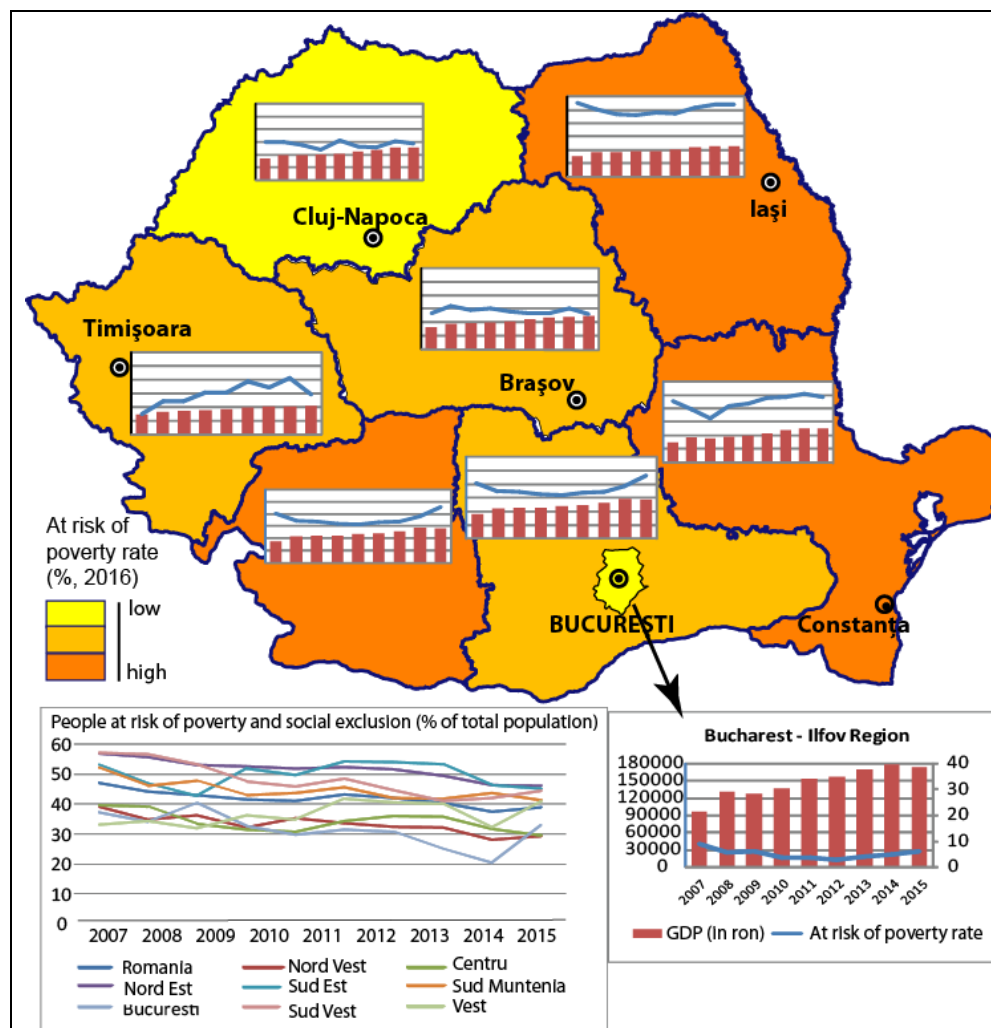 Cluj-Napoca
Iaşi
Timişoara
Braşov
At risk of
poverty rate
(%, 2016)
low
high
BUCURESTI
Constanţa
People at risk of poverty and social exclusion (% of total population)
60
50
40
30
20
10
0
2007 2008 2009 2010 2011 2012 2013 2014 2015
Romania Nord Vest Centru
Nord Est Sud Est Sud Muntenia
Bucuresti Sud Vest Vest
Bucharest - Ilfov Region
180000 40
150000
120000 30
90000 20
60000
30000 10
0 0
2007 2008 2009 2010 2011 2012 2013 2014 2015
GDP (in ron) At risk of poverty rate